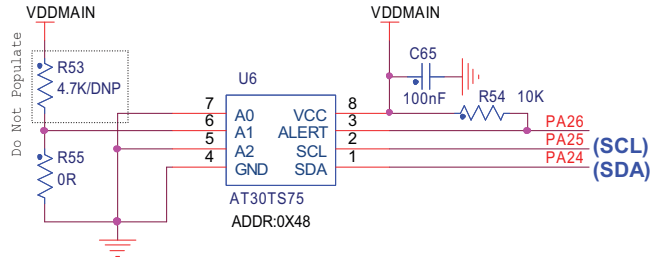 VDDMAIN
VDDMAIN
Do Not Populate
R53
4.7K/DNP
C65
100nF
U6
R54
10K
7
A0
VCC
8
6
A1
ALERT
3
PA26
5
A2
SCL
2
PA25
(SCL)
4
GND
SDA
1
PA24
(SDA)
R55
0R
AT30TS75
ADDR:0X48